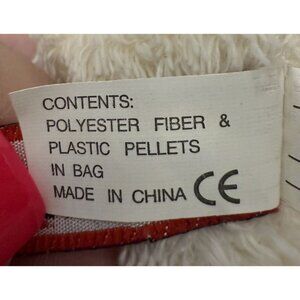 CONTENTS:
POLYESTER FIBER &
PLASTIC PELLETS
IN BAG
MADE IN CHINA CE